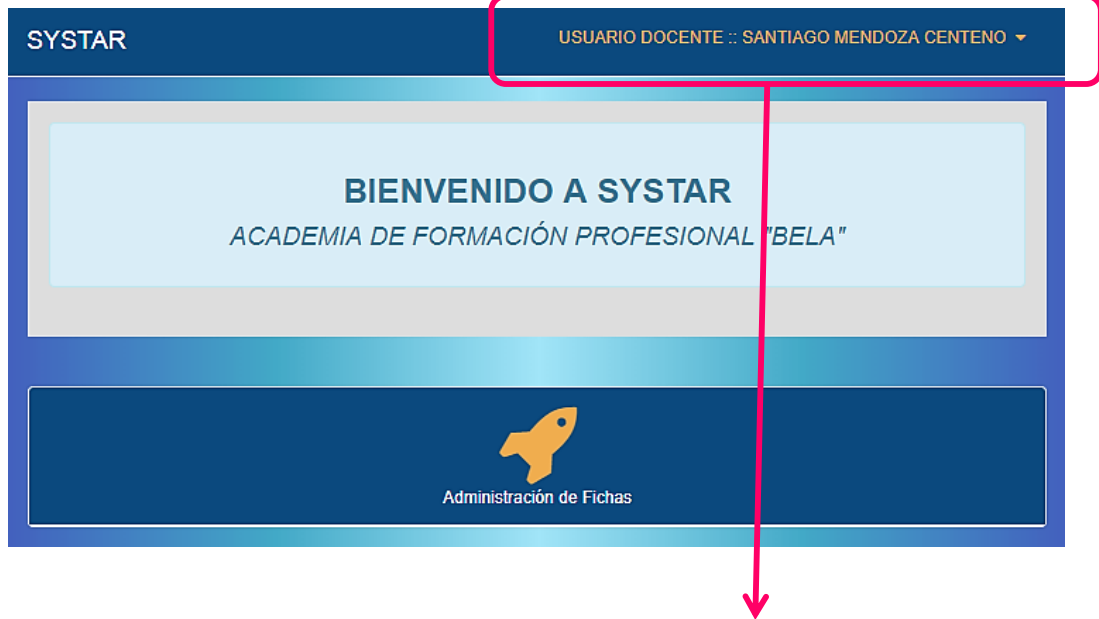 SYSTAR
USUARIO DOCENTE :: SANTIAGO MENDOZA CENTENO
BIENVENIDO A SYSTAR
ACADEMIA DE FORMACIÓN PROFESIONAL "BELA"
Administración de Fichas